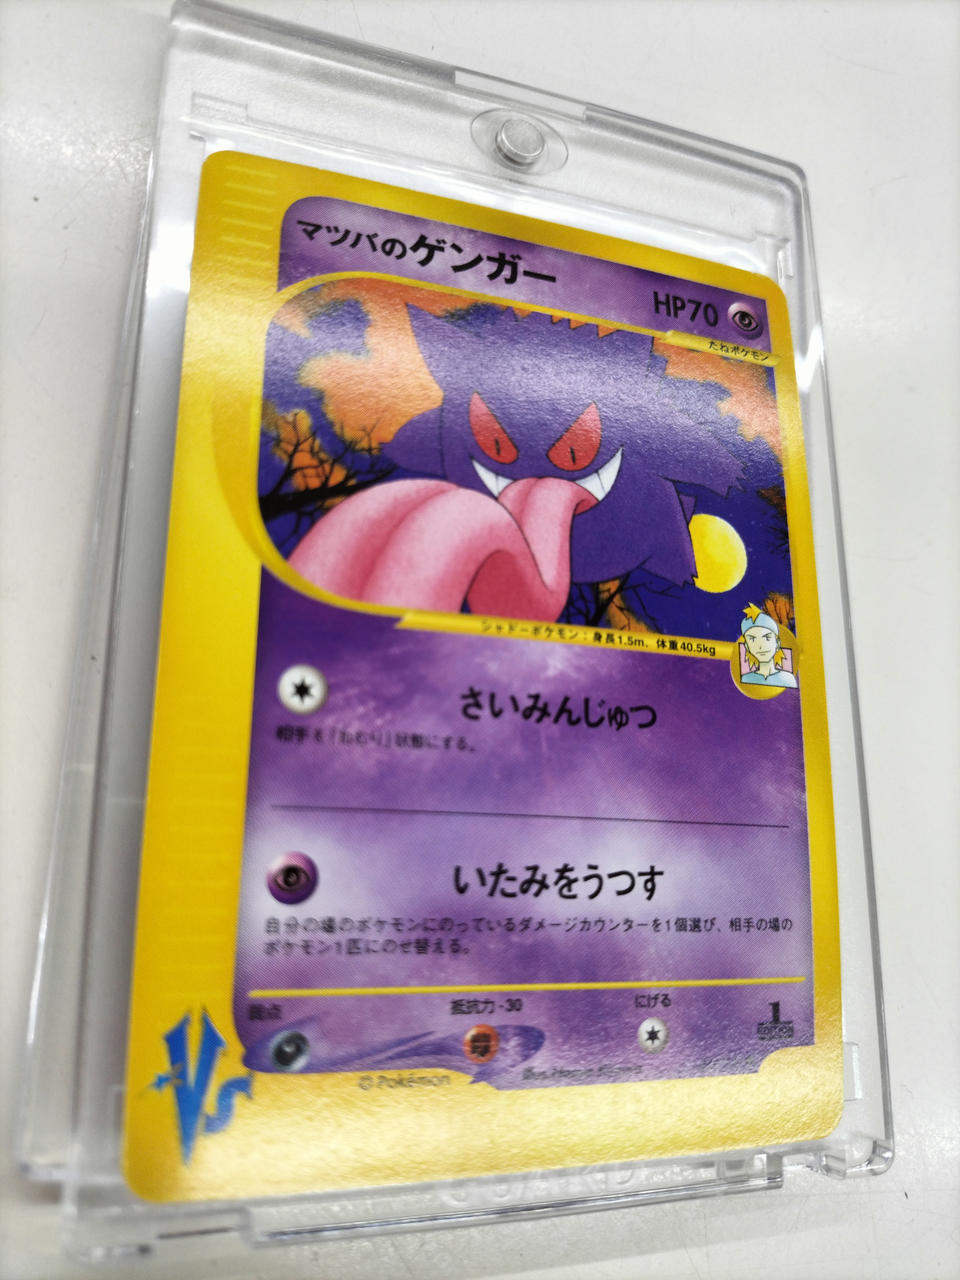 マツバのゲンガー
HP70
たねポケモン
シャドーポケモン：身長1.5m、体重40.5kg
さいみんじゅつ
相手を「ねむり」状態にする。
いたみをうつす
自分の場のポケモンにのっているダメージカウンターを1個選び、相手の場の
ポケモン1匹にのせ替える。
弱点
抵抗力 - 30
にげる
1
EDITION
© Pokémon
VS